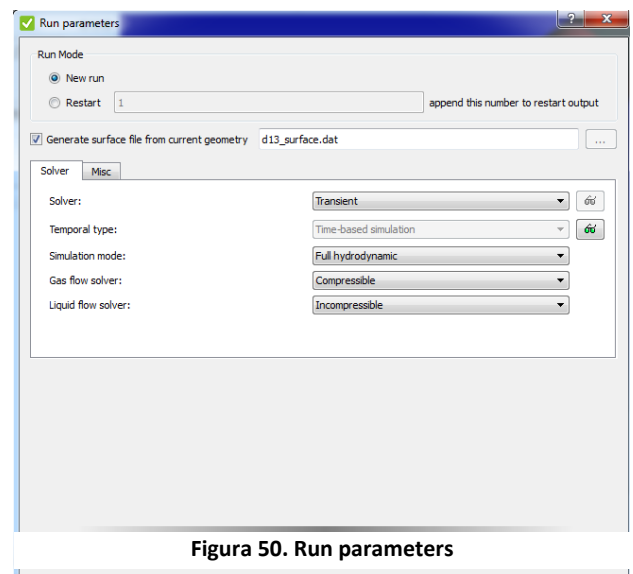 Run parameters
Run Mode
New run
Restart 1 append this number to restart output
Generate surface file from current geometry d13_surface.dat ...
Solver Misc
Solver: Transient
Temporal type: Time-based simulation
Simulation mode: Full hydrodynamic
Gas flow solver: Compressible
Liquid flow solver: Incompressible
Figura 50. Run parameters